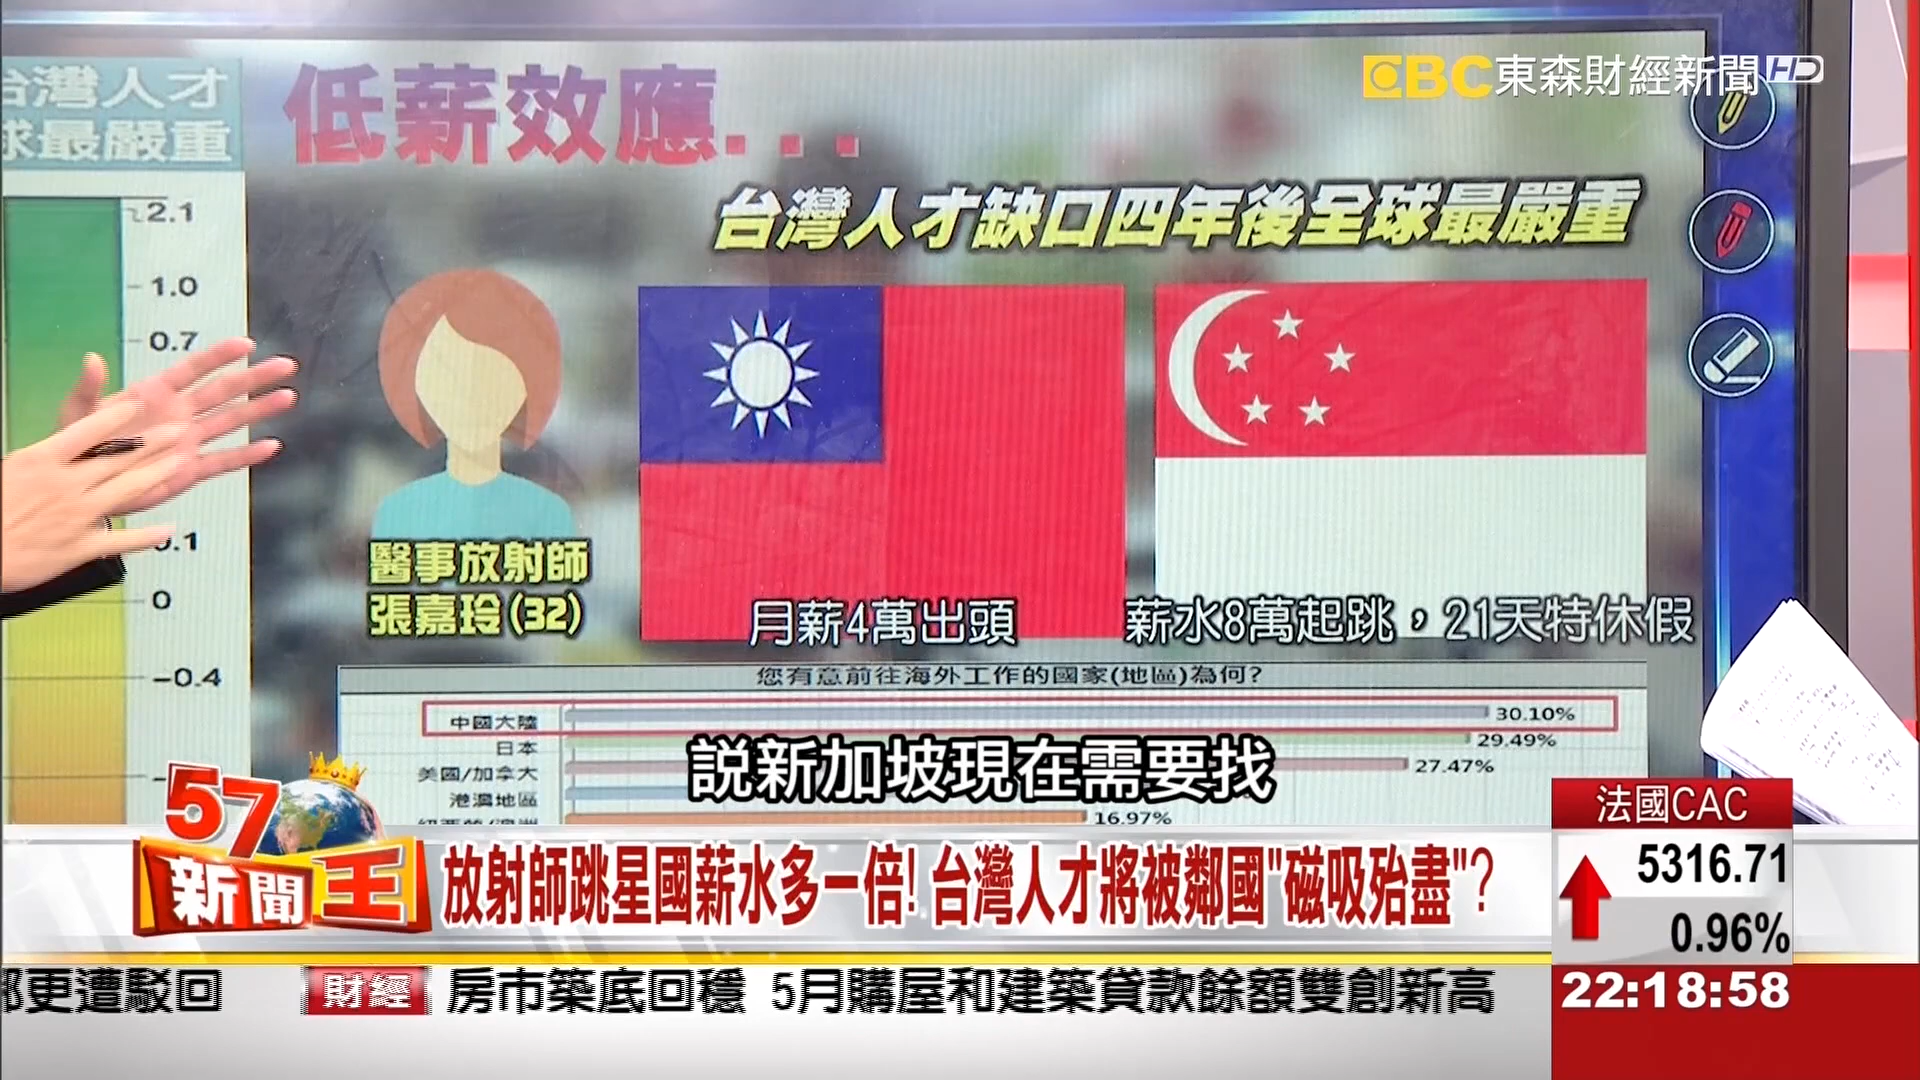 EBC東森財經新聞HD
台灣人才
球最嚴重
低薪效應...
台灣人才缺口四年後全球最嚴重
2.1
1.0
0.7
0
-0.4
醫事放射師
張嘉玲(32)
月薪4萬出頭
薪水8萬起跳，21天特休假
您有意前往海外工作的國家(地區)為何?
中國大陸 30.10%
日本 29.49%
美國/加拿大 27.47%
港澳地區
16.97%
說新加坡現在需要找
57
新聞王
放射師跳星國薪水多一倍! 台灣人才將被鄰國"磁吸殆盡"?
法國CAC
5316.71
0.96%
更遭駁回 財經 房市築底回穩 5月購屋和建築貸款餘額雙創新高
22:18:58